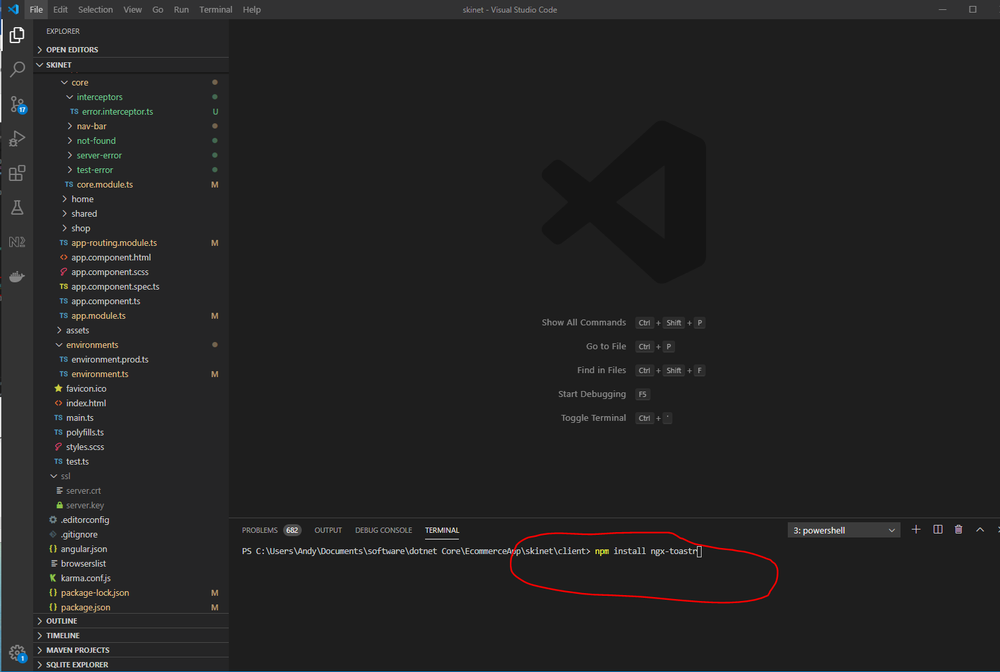 File Edit Selection View Go Run Terminal Help
skinet - Visual Studio Code
EXPLORER
OPEN EDITORS
SKINET
core
interceptors
TS error.interceptor.ts U
nav-bar
not-found
server-error
test-error
TS core.module.ts M
home
shared
shop
TS app-routing.module.ts M
<> app.component.html
app.component.scss
TS app.component.spec.ts
TS app.component.ts
TS app.module.ts M
assets
environments
TS environment.prod.ts
TS environment.ts M
favicon.ico
<> index.html
TS main.ts
TS polyfills.ts
styles.scss
TS test.ts
ssl
server.crt
server.key
.editorconfig
.gitignore
{} angular.json
browserslist
karma.conf.js
{} package-lock.json M
{} package.json M
OUTLINE
TIMELINE
MAVEN PROJECTS
SQLITE EXPLORER
17
1
Show All Commands Ctrl + Shift + P
Go to File Ctrl + P
Find in Files Ctrl + Shift + F
Start Debugging F5
Toggle Terminal Ctrl + '
PROBLEMS 682 OUTPUT DEBUG CONSOLE TERMINAL
3: powershell
PS C:\Users\Andy\Documents\software\dotnet Core\EcommerceApp\skinet\client> npm install ngx-toastr